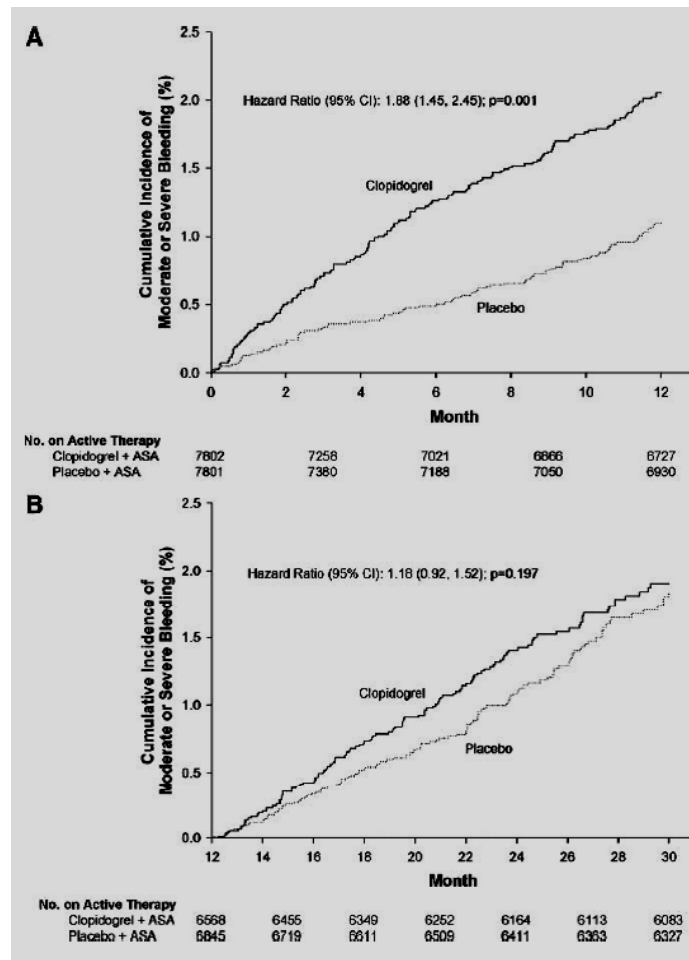 A
Cumulative Incidence of
Moderate or Severe Bleeding (%)
2.5
2.0
1.5
1.0
0.5
0.0
Hazard Ratio (95% CI): 1.88 (1.45, 2.45); p=0.001
Clopidogrel
Placebo
0 2 4 6 8 10 12
Month
No. on Active Therapy
Clopidogrel + ASA 7802 7258 7021 6866 6727
Placebo + ASA 7801 7380 7188 7050 6930
B
Cumulative Incidence of
Moderate or Severe Bleeding (%)
2.5
2.0
1.5
1.0
0.5
0.0
Hazard Ratio (95% CI): 1.18 (0.92, 1.52); p=0.197
Clopidogrel
Placebo
12 14 16 18 20 22 24 26 28 30
Month
No. on Active Therapy
Clopidogrel + ASA 6568 6455 6349 6252 6164 6113 6083
Placebo + ASA 6645 6719 6611 6509 6411 6363 6327